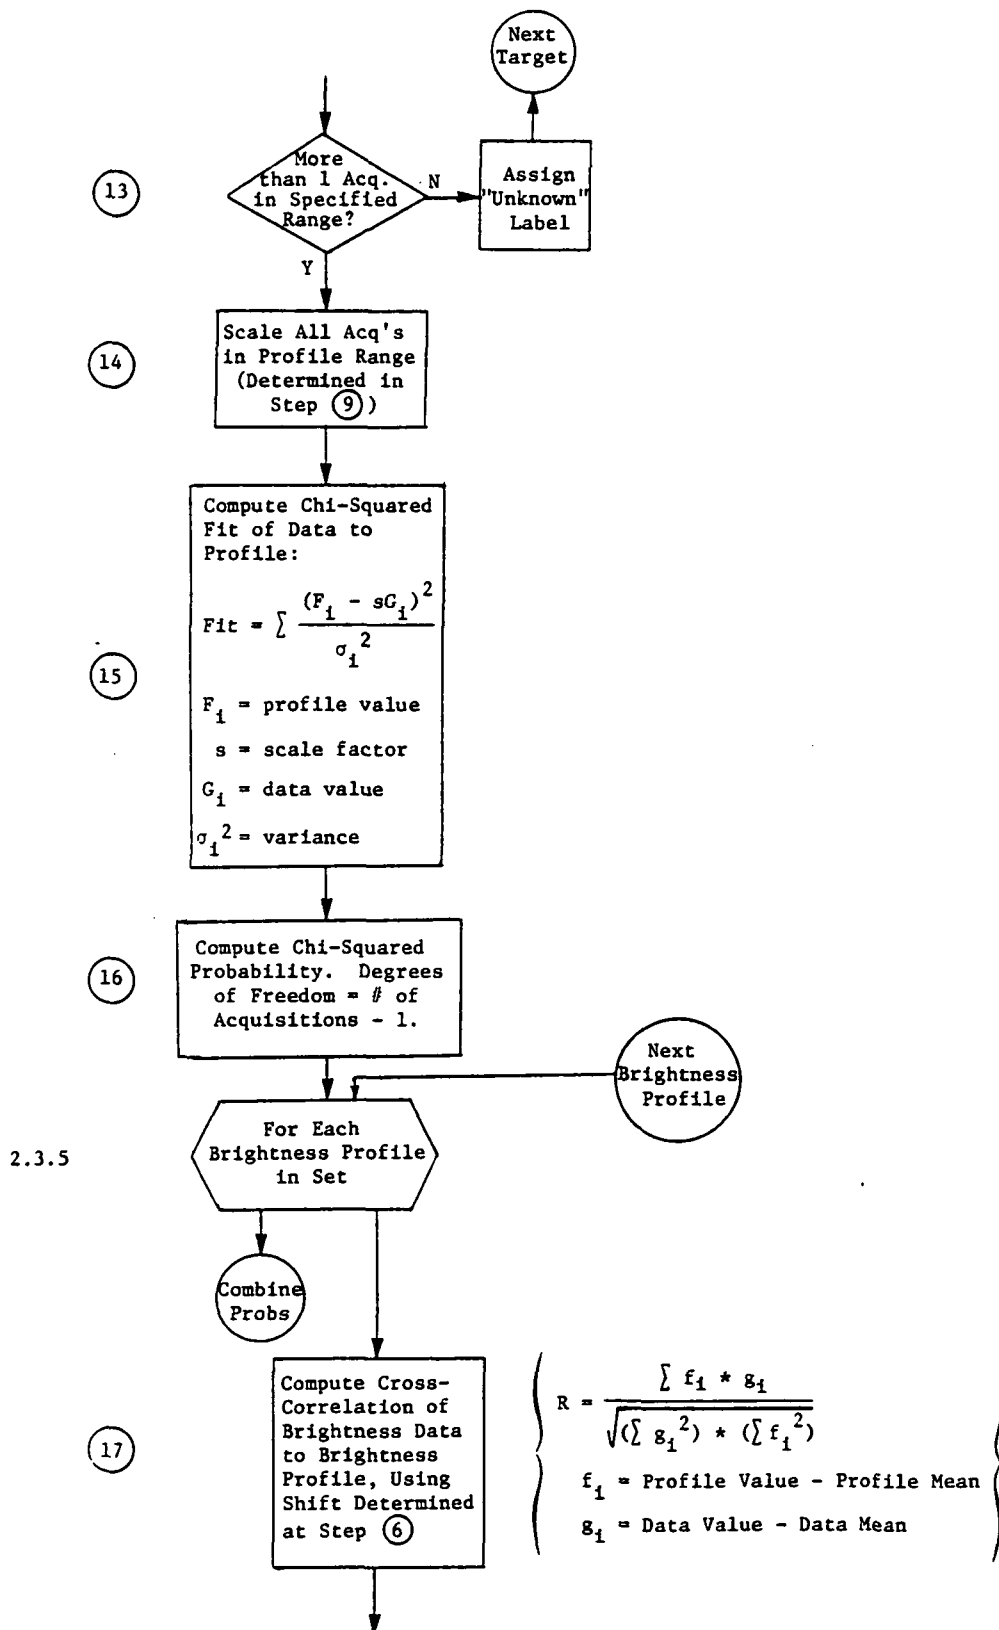 Next
Target
13
More
than 1 Acq.
in Specified
Range?
N
Assign
"Unknown"
Label
Y
14
Scale All Acq's
in Profile Range
(Determined in
Step 9)
15
Compute Chi-Squared
Fit of Data to
Profile:
Fit = ∑ (F_i - sG_i)^2 / σ_i^2
F_i = profile value
s = scale factor
G_i = data value
σ_i^2 = variance
16
Compute Chi-Squared
Probability. Degrees
of Freedom = # of
Acquisitions - 1.
Next
Brightness
Profile
2.3.5
For Each
Brightness Profile
in Set
Combine
Probs
17
Compute Cross-
Correlation of
Brightness Data
to Brightness
Profile, Using
Shift Determined
at Step 6
R = ∑ f_i * g_i / √(∑ g_i^2) * (∑ f_i^2)
f_i = Profile Value - Profile Mean
g_i = Data Value - Data Mean